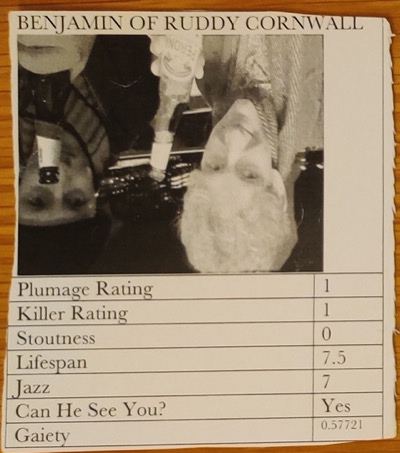 BENJAMIN OF RUDDY CORNWALL
Plumage Rating 1
Killer Rating 1
Stoutness 0
Lifespan 7.5
Jazz 7
Can He See You? Yes
Gaiety 0.57721